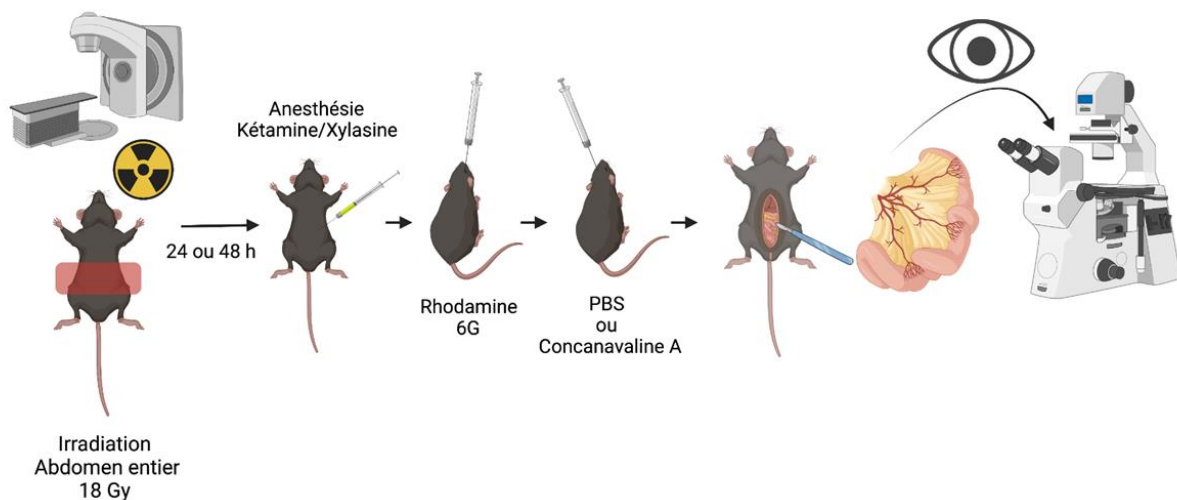 Irradiation
Abdomen entier
18 Gy
24 ou 48 h
Anesthésie
Kétamine/Xylasine
Rhodamine
6G
PBS
ou
Concanavaline A